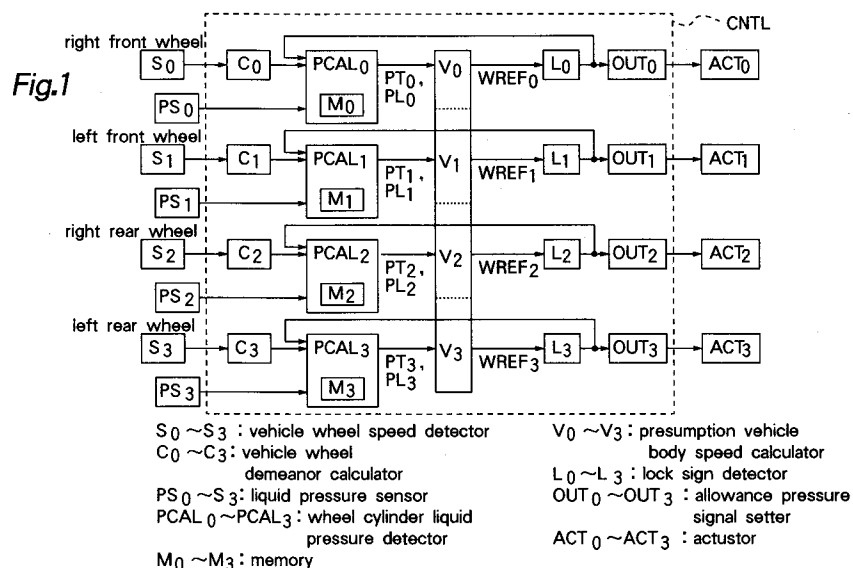 CNTL
right front wheel
S0 C0 PCAL0 V0 L0 OUT0 ACT0
PT0, PL0 WREF0
Fig.1
PS0 M0
left front wheel
S1 C1 PCAL1 V1 L1 OUT1 ACT1
PT1, PL1 WREF1
PS1 M1
right rear wheel
S2 C2 PCAL2 V2 L2 OUT2 ACT2
PT2, PL2 WREF2
PS2 M2
left rear wheel
S3 C3 PCAL3 V3 L3 OUT3 ACT3
PT3, PL3 WREF3
PS3 M3
S0 ~S3 : vehicle wheel speed detector
C0 ~C3 : vehicle wheel
demeanor calculator
PS0 ~S3 : liquid pressure sensor
PCAL0 ~PCAL3 : wheel cylinder liquid
pressure detector
M0 ~M3 : memory
V0 ~V3 : presumption vehicle
body speed calculator
L0 ~L3 : lock sign detector
OUT0 ~OUT3 : allowance pressure
signal setter
ACT0 ~ACT3 : actustor